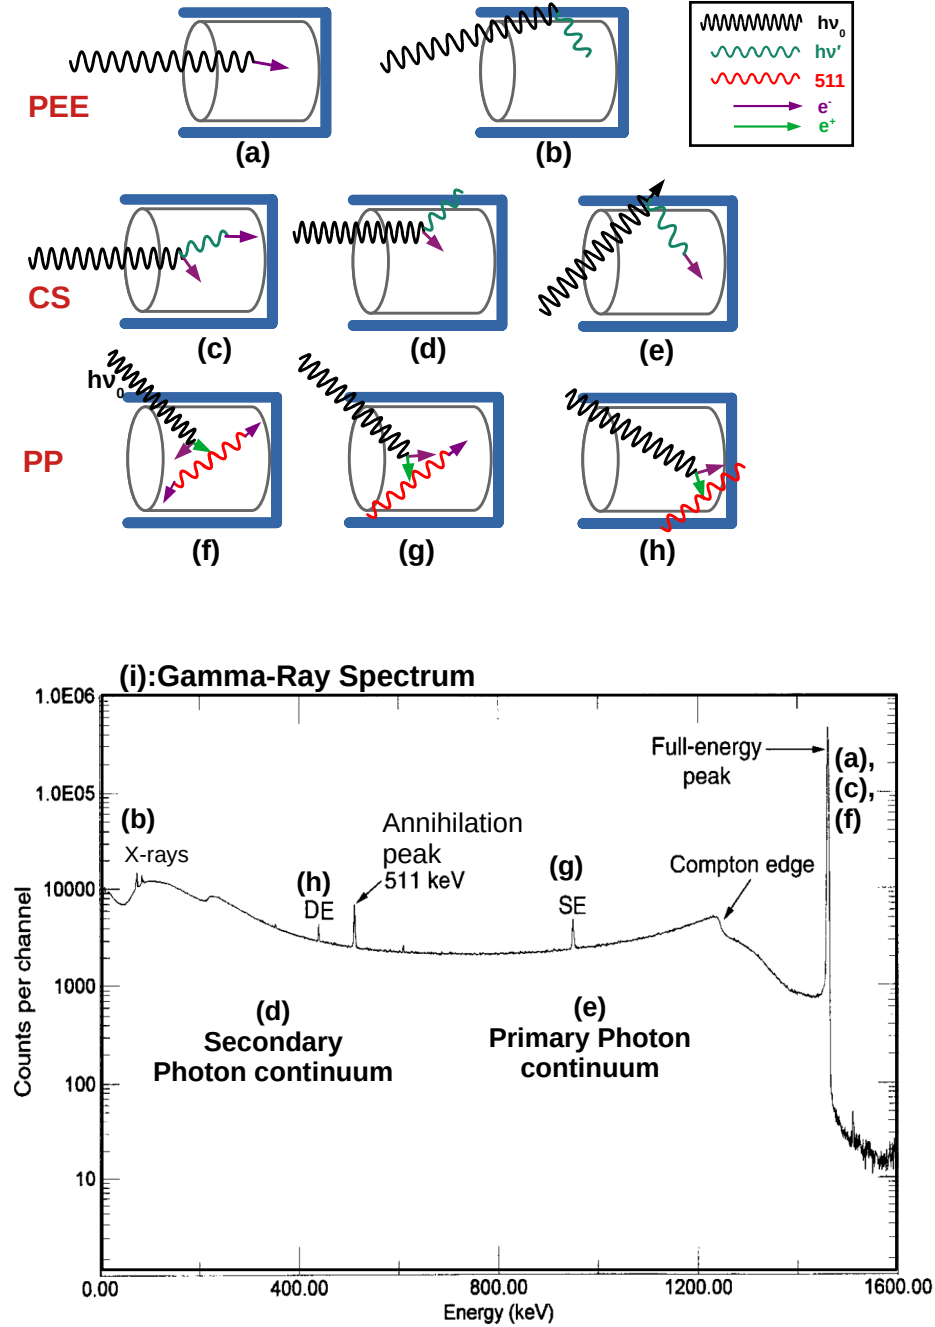 (a)
(b)
hν₀
hν′
511
e⁻
e⁺
PEE
CS
(c)
(d)
(e)
hν₀
PP
(f)
(g)
(h)
(i):Gamma-Ray Spectrum
1.0E06
1.0E05
10000
1000
100
10
Counts per channel
(b)
X-rays
(h)
DE
Annihilation
peak
511 keV
(g)
SE
Full-energy
peak
(a),
(c),
(f)
Compton edge
(d)
Secondary
Photon continuum
(e)
Primary Photon
continuum
0.00
400.00
800.00
1200.00
1600.00
Energy (keV)